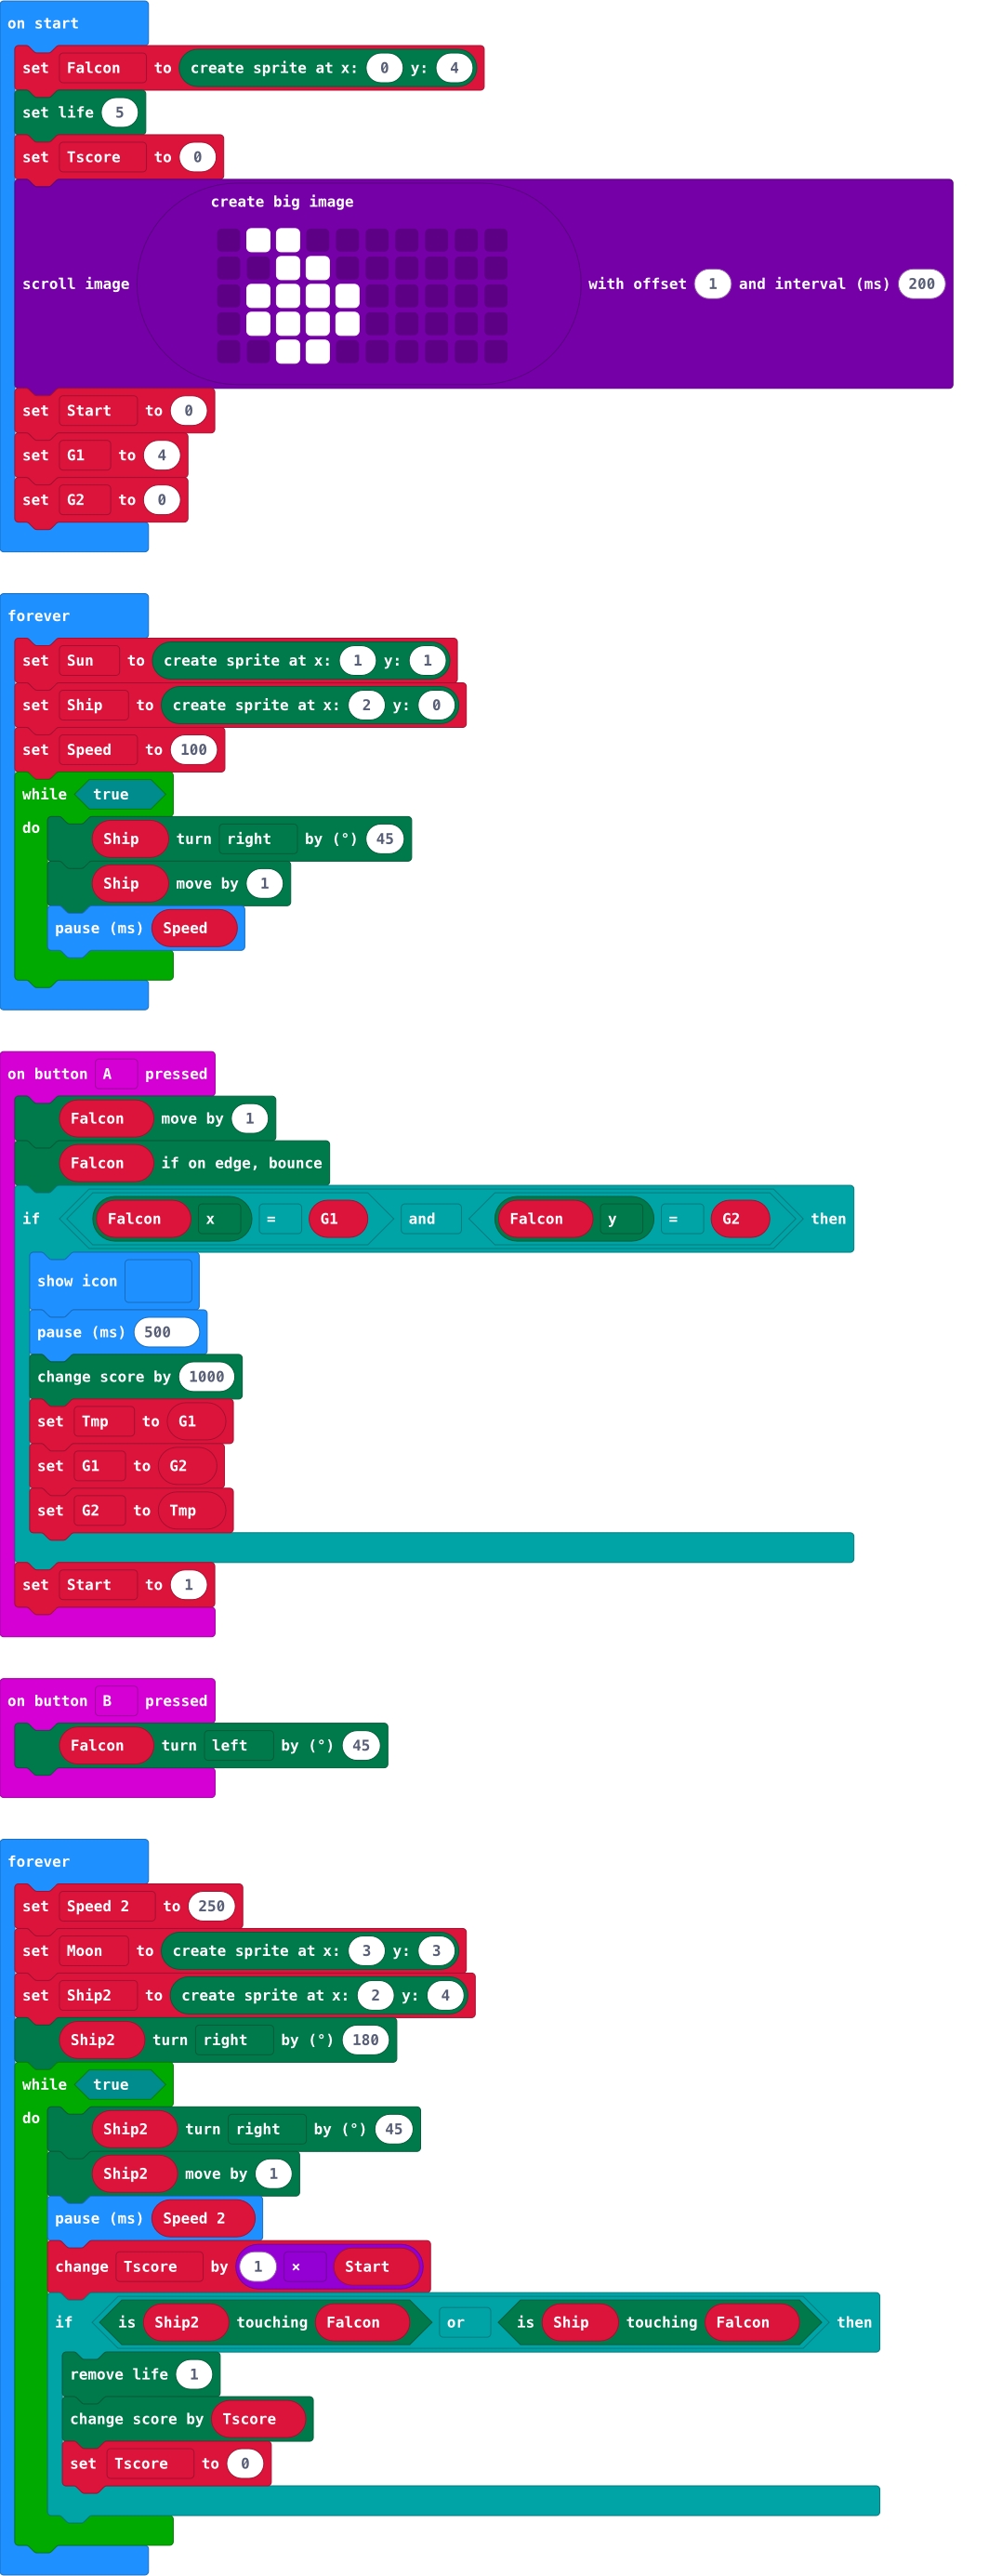 on start
set Falcon to create sprite at x: 0 y: 4
set life 5
set Tscore to 0
create big image
scroll image with offset 1 and interval (ms) 200
set Start to 0
set G1 to 4
set G2 to 0
forever
set Sun to create sprite at x: 1 y: 1
set Ship to create sprite at x: 2 y: 0
set Speed to 100
while true
do Ship turn right by (°) 45
Ship move by 1
pause (ms) Speed
on button A pressed
Falcon move by 1
Falcon if on edge, bounce
if Falcon x = G1 and Falcon y = G2 then
show icon
pause (ms) 500
change score by 1000
set Tmp to G1
set G1 to G2
set G2 to Tmp
set Start to 1
on button B pressed
Falcon turn left by (°) 45
forever
set Speed 2 to 250
set Moon to create sprite at x: 3 y: 3
set Ship2 to create sprite at x: 2 y: 4
Ship2 turn right by (°) 180
while true
do Ship2 turn right by (°) 45
Ship2 move by 1
pause (ms) Speed 2
change Tscore by 1 × Start
if is Ship2 touching Falcon or is Ship touching Falcon then
remove life 1
change score by Tscore
set Tscore to 0